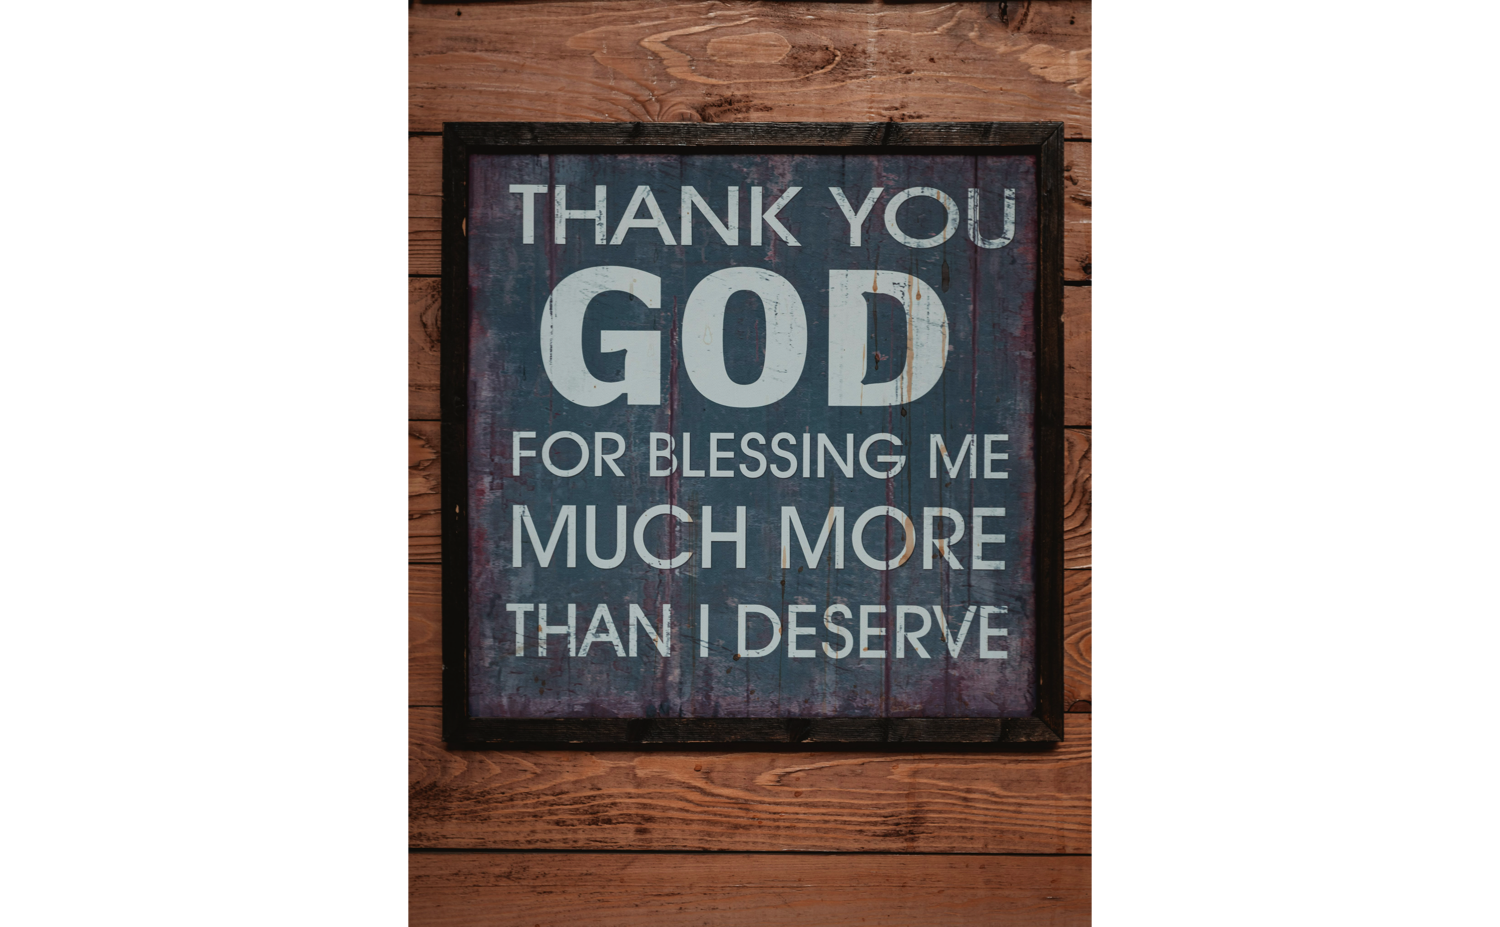 THANK YOU
GOD
FOR BLESSING ME
MUCH MORE
THAN I DESERVE